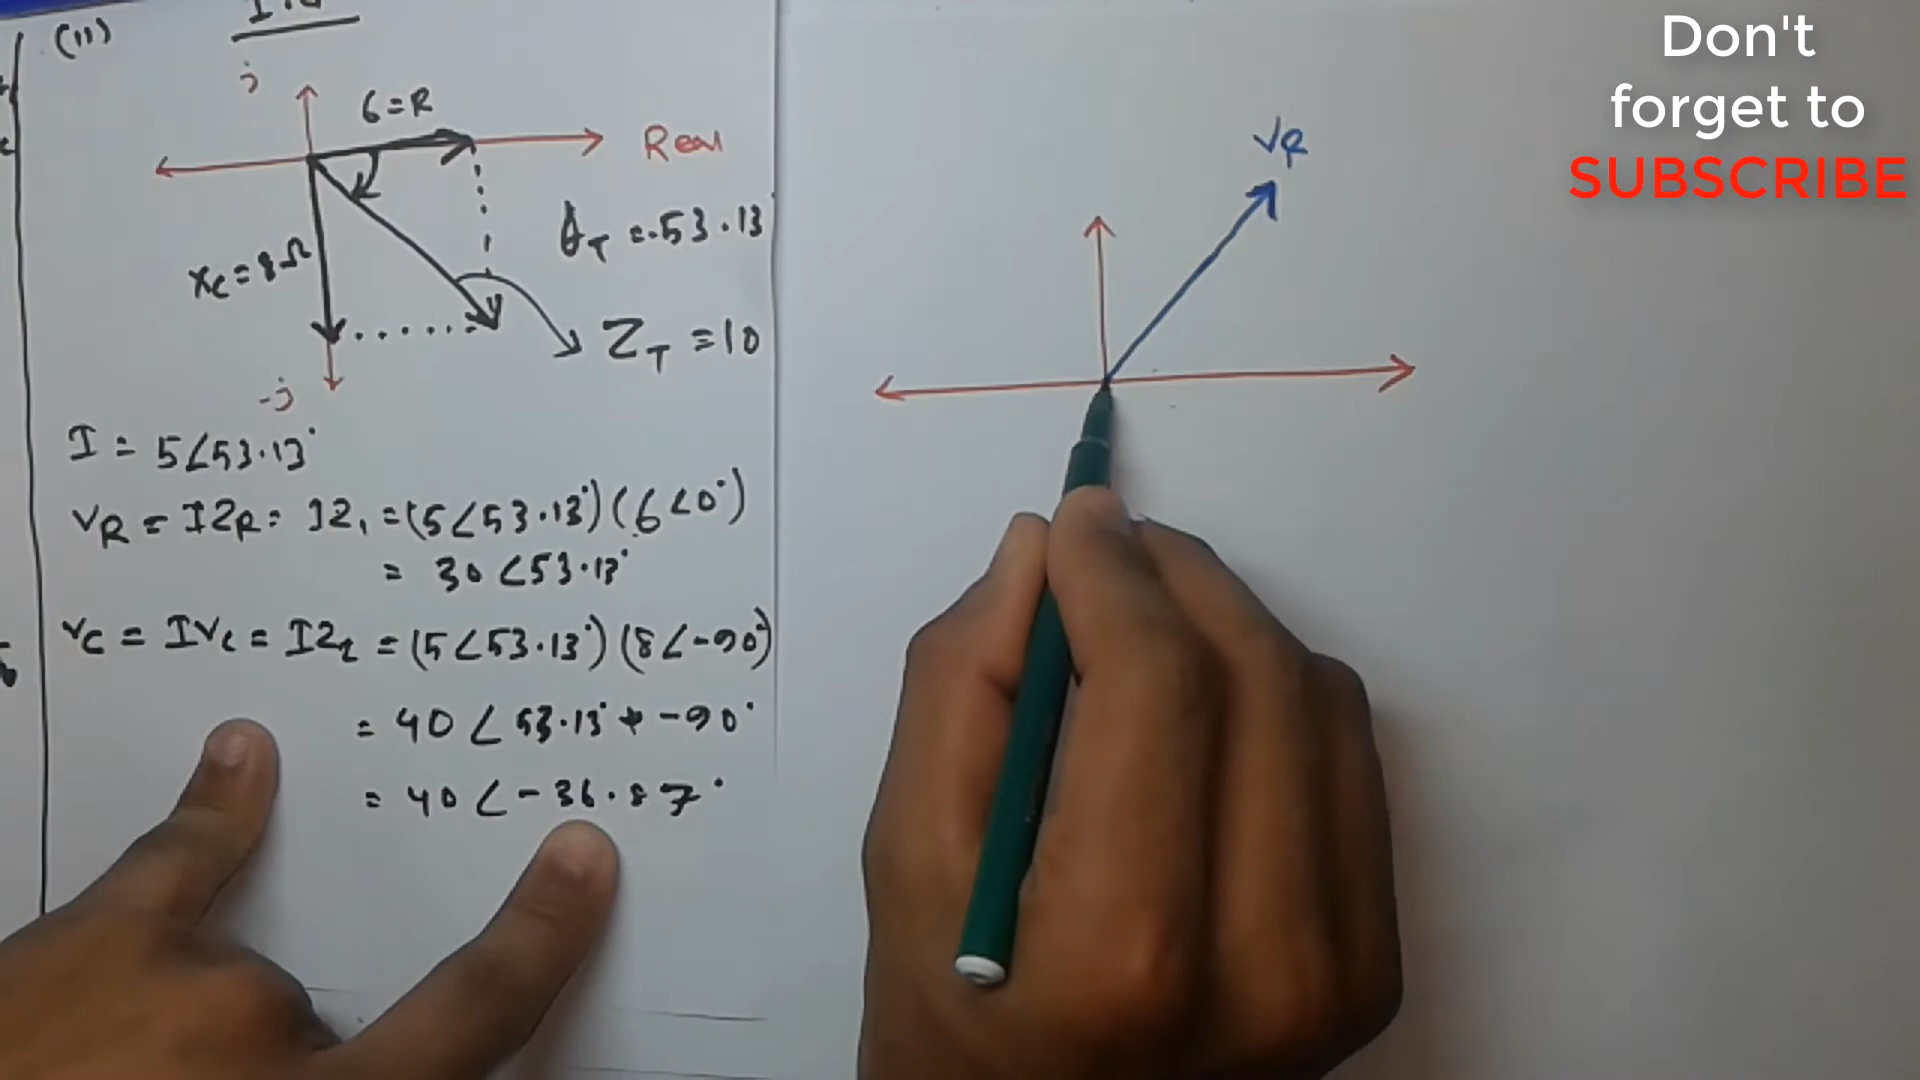 (11)
j
6=R
Real
θT =-53.13°
Xc=8Ω
ZT =10
-j
I = 5∠53.13°
VR = IZR = IZ1 =(5∠53.13°)(6∠0°)
= 30∠53.13°
Vc = IVc = IZ2 =(5∠53.13°)(8∠-90°)
= 40∠53.13° + -90°
= 40∠-36.87°
VR
Don't
forget to
SUBSCRIBE